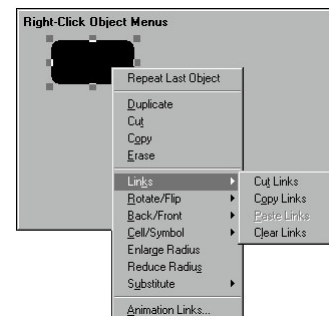 Right-Click Object Menus
Repeat Last Object
Duplicate
Cut
Copy
Erase
Links
Cut Links
Rotate/Flip
Copy Links
Back/Front
Paste Links
Cell/Symbol
Clear Links
Enlarge Radius
Reduce Radius
Substitute
Animation Links...